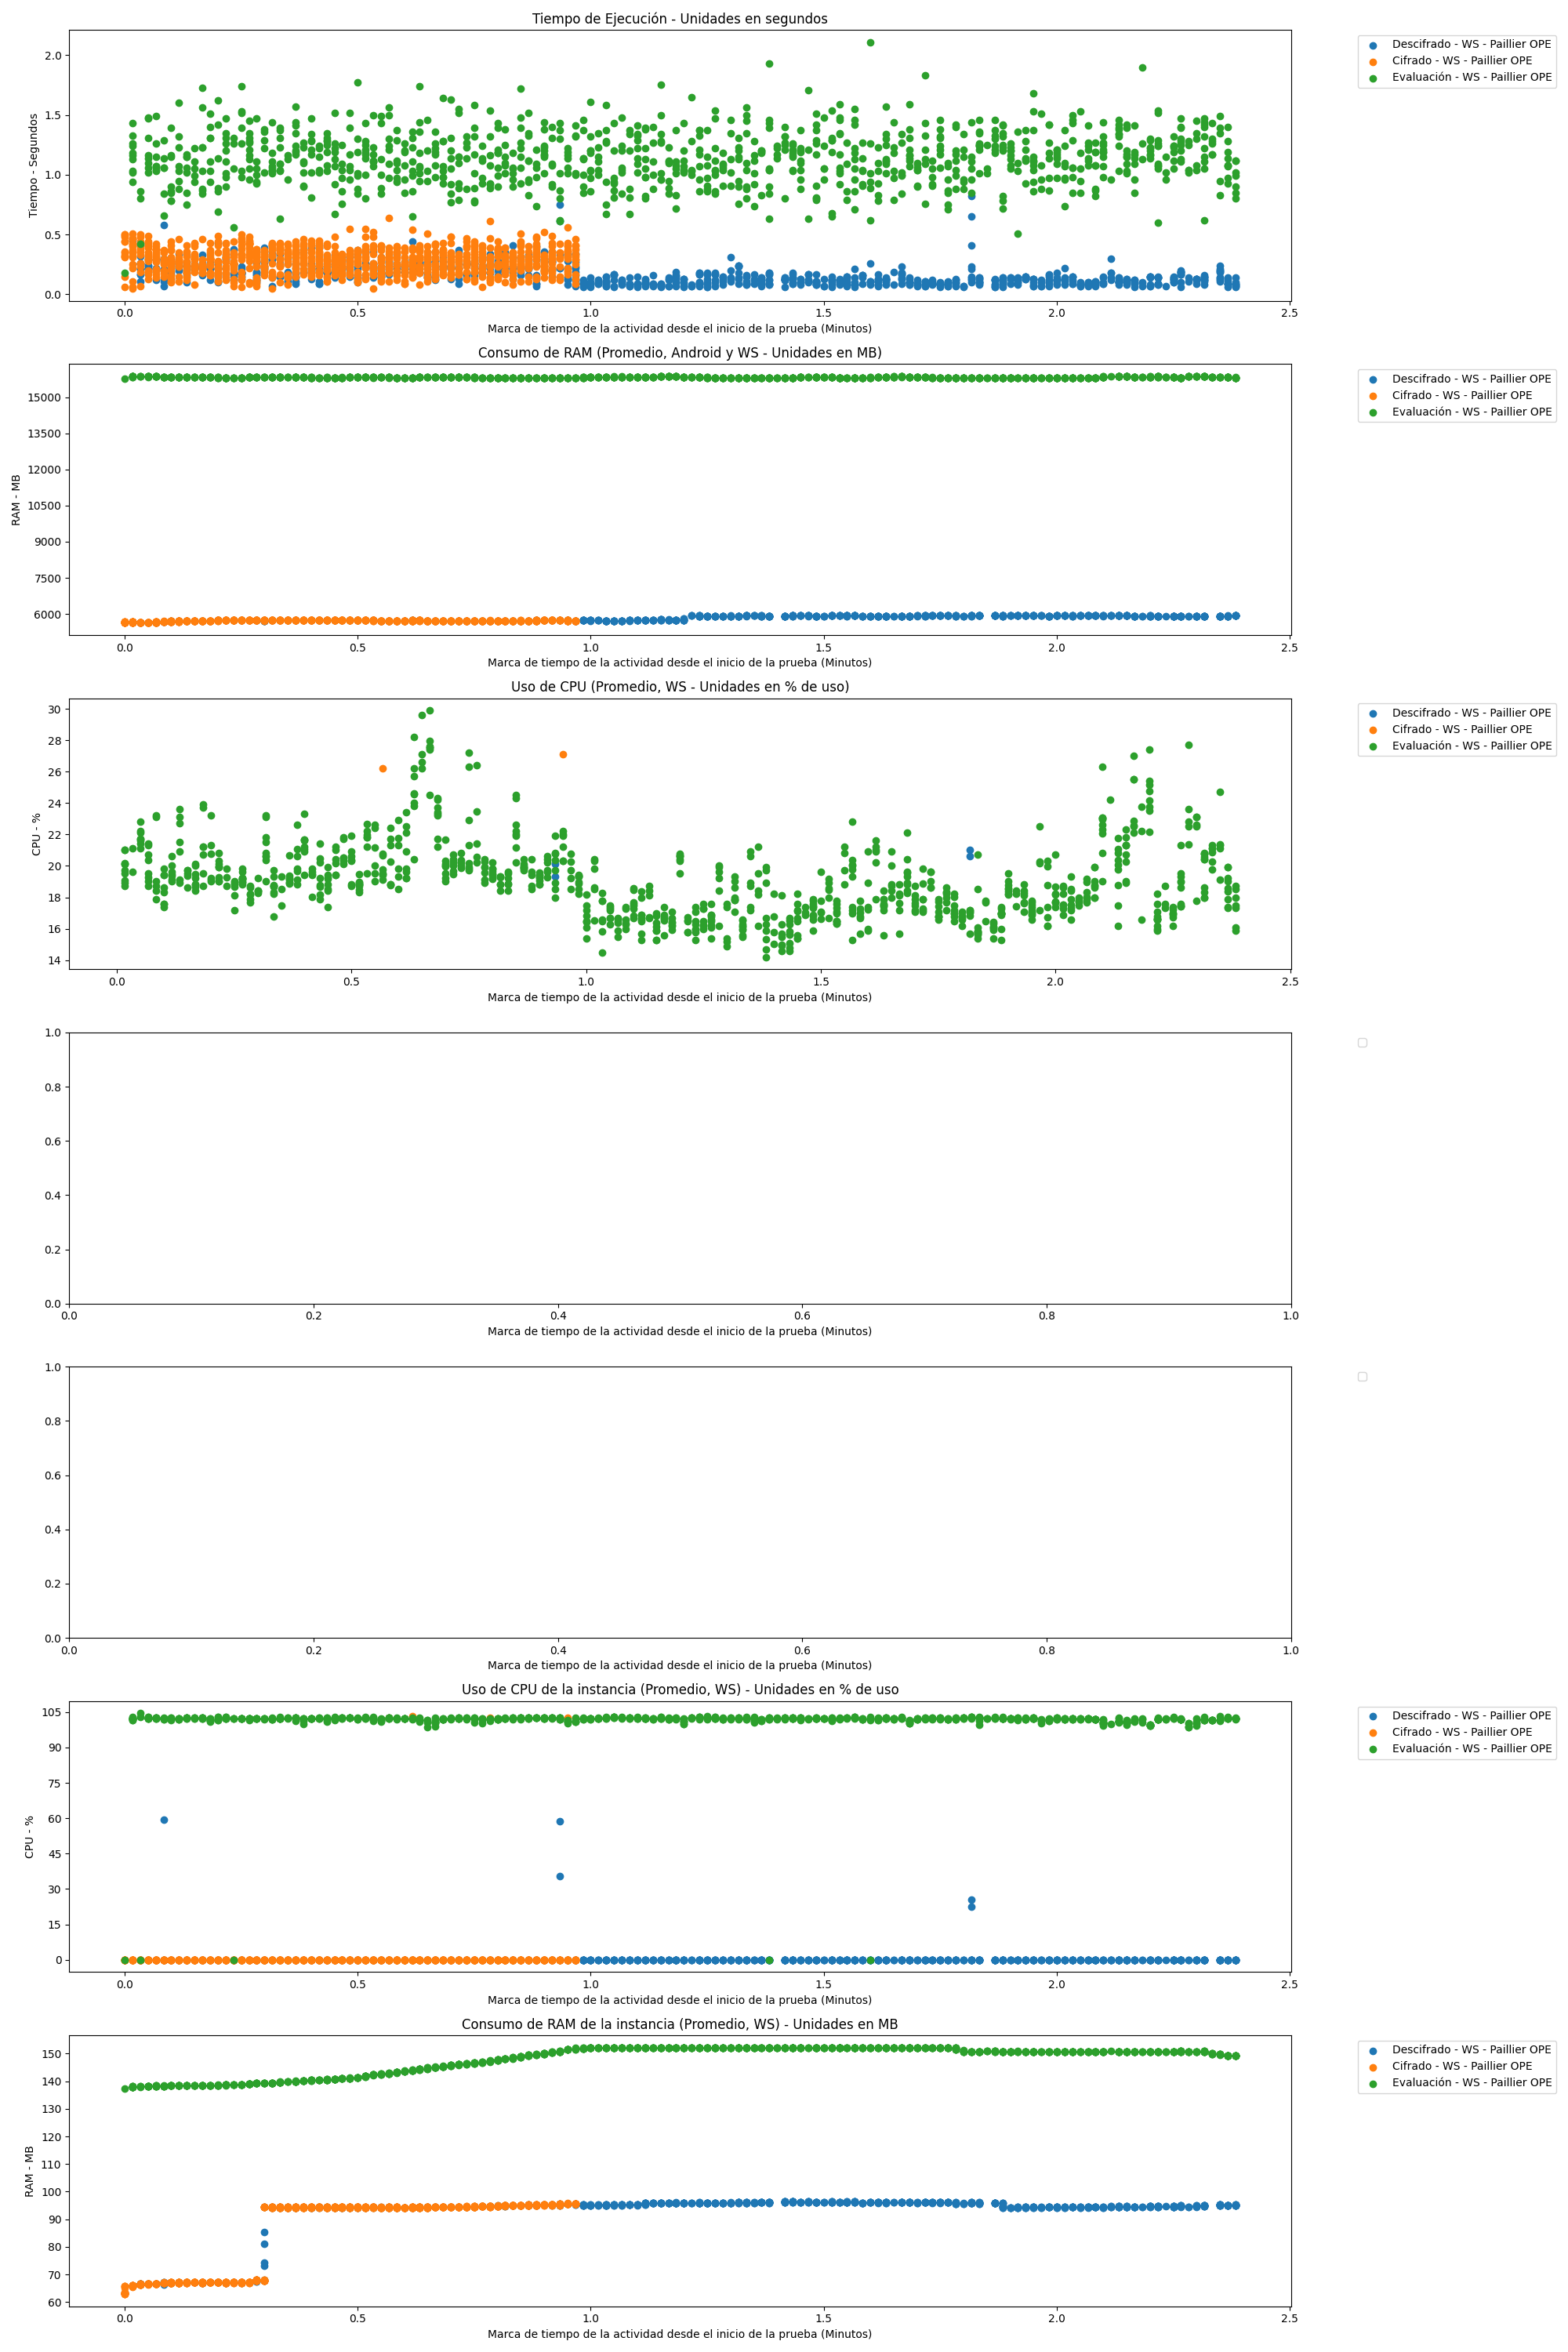 Tiempo de Ejecución - Unidades en segundos
Tiempo - Segundos
2.0
1.5
1.0
0.5
0.0
0.0 0.5 1.0 1.5 2.0 2.5
Marca de tiempo de la actividad desde el inicio de la prueba (Minutos)
Descifrado - WS - Paillier OPE
Cifrado - WS - Paillier OPE
Evaluación - WS - Paillier OPE
Consumo de RAM (Promedio, Android y WS - Unidades en MB)
RAM - MB
15000
13500
12000
10500
9000
7500
6000
0.0 0.5 1.0 1.5 2.0 2.5
Marca de tiempo de la actividad desde el inicio de la prueba (Minutos)
Descifrado - WS - Paillier OPE
Cifrado - WS - Paillier OPE
Evaluación - WS - Paillier OPE
Uso de CPU (Promedio, WS - Unidades en % de uso)
CPU - %
30
28
26
24
22
20
18
16
14
0.0 0.5 1.0 1.5 2.0 2.5
Marca de tiempo de la actividad desde el inicio de la prueba (Minutos)
Descifrado - WS - Paillier OPE
Cifrado - WS - Paillier OPE
Evaluación - WS - Paillier OPE
1.0
0.8
0.6
0.4
0.2
0.0
0.0 0.2 0.4 0.6 0.8 1.0
Marca de tiempo de la actividad desde el inicio de la prueba (Minutos)
1.0
0.8
0.6
0.4
0.2
0.0
0.0 0.2 0.4 0.6 0.8 1.0
Marca de tiempo de la actividad desde el inicio de la prueba (Minutos)
Uso de CPU de la instancia (Promedio, WS) - Unidades en % de uso
CPU - %
105
90
75
60
45
30
15
0
0.0 0.5 1.0 1.5 2.0 2.5
Marca de tiempo de la actividad desde el inicio de la prueba (Minutos)
Descifrado - WS - Paillier OPE
Cifrado - WS - Paillier OPE
Evaluación - WS - Paillier OPE
Consumo de RAM de la instancia (Promedio, WS) - Unidades en MB
RAM - MB
150
140
130
120
110
100
90
80
70
60
0.0 0.5 1.0 1.5 2.0 2.5
Marca de tiempo de la actividad desde el inicio de la prueba (Minutos)
Descifrado - WS - Paillier OPE
Cifrado - WS - Paillier OPE
Evaluación - WS - Paillier OPE